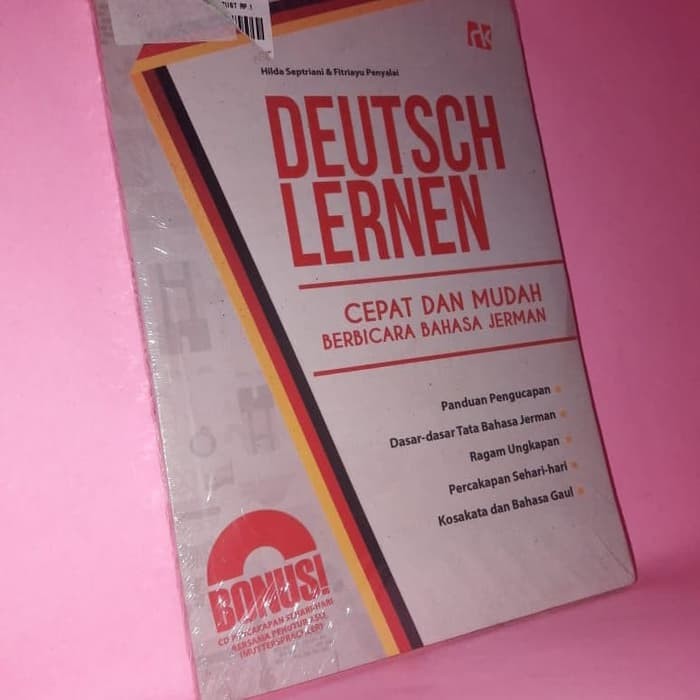 Hilda Septriani & Fitriayu Penyalai
DEUTSCH
LERNEN
CEPAT DAN MUDAH
BERBICARA BAHASA JERMAN
Panduan Pengucapan
Dasar-dasar Tata Bahasa Jerman
Ragam Ungkapan
Percakapan Sehari-hari
Kosakata dan Bahasa Gaul
BONUS!
CD PERCAKAPAN SEHARI-HARI
BERSAMA PENUTUR ASLI
(MUTTERSPRACHLER)